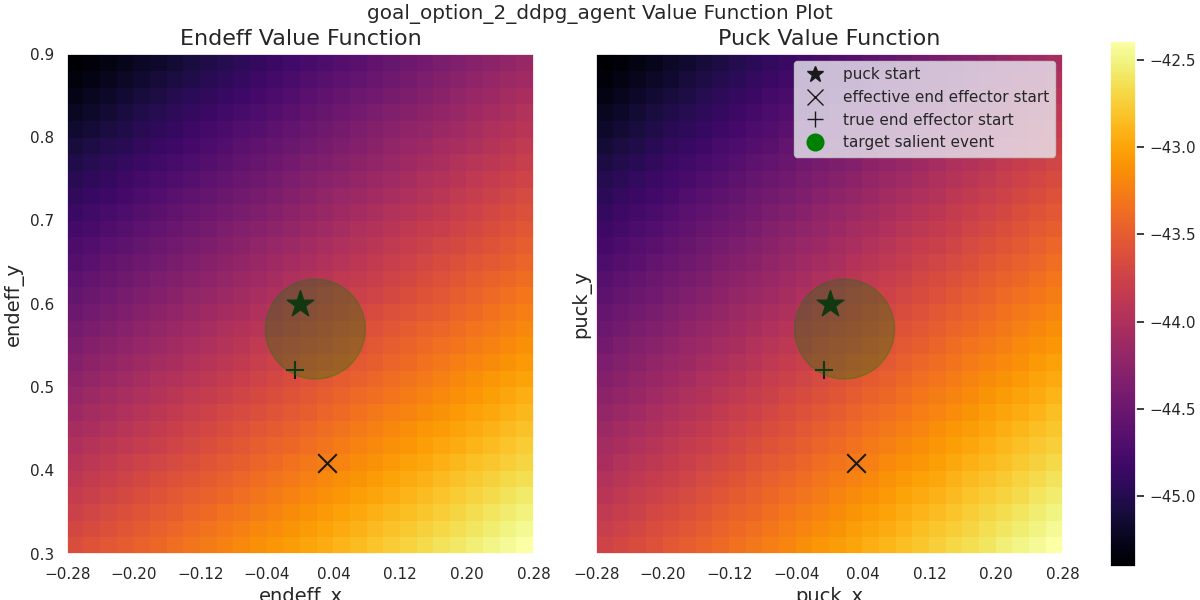 goal_option_2_ddpg_agent Value Function Plot
Endeff Value Function
Puck Value Function
puck start
effective end effector start
true end effector start
target salient event
endeff_y
0.9
0.8
0.7
0.6
0.5
0.4
0.3
−0.28 −0.20 −0.12 −0.04 0.04 0.12 0.20 0.28
endeff_x
puck_y
−0.28 −0.20 −0.12 −0.04 0.04 0.12 0.20 0.28
puck_x
−42.5
−43.0
−43.5
−44.0
−44.5
−45.0